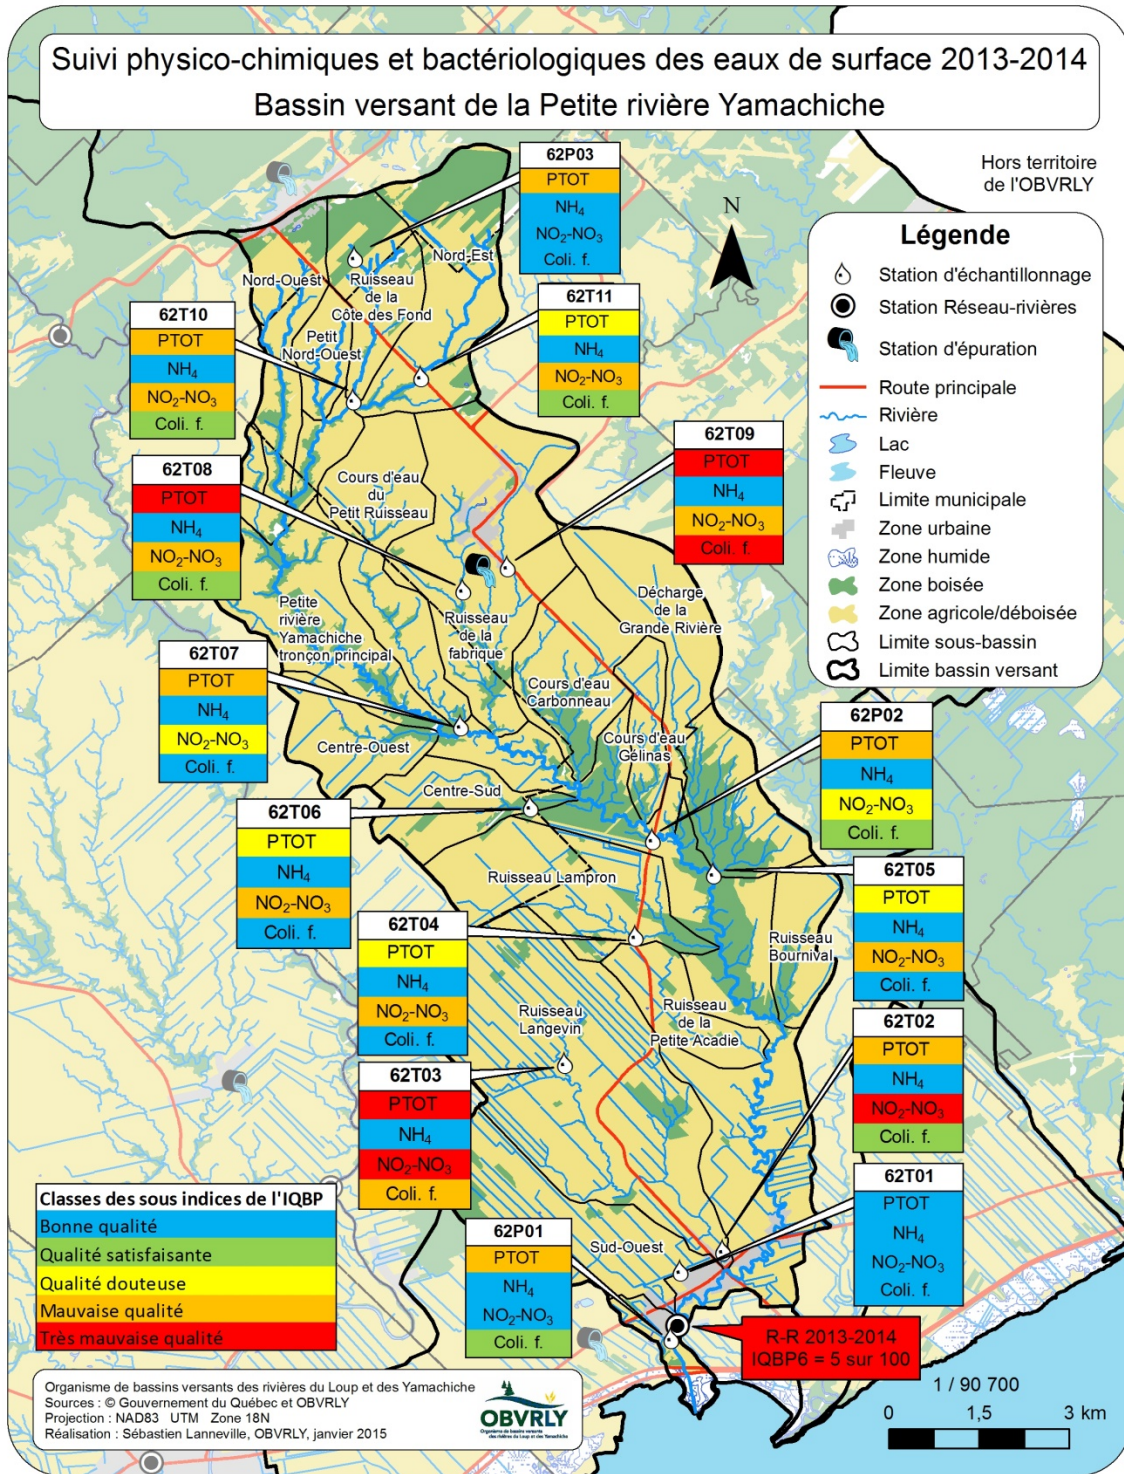 Suivi physico-chimiques et bactériologiques des eaux de surface 2013-2014
Bassin versant de la Petite rivière Yamachiche
Hors territoire
de l'OBVRLY
N
Légende
Station d'échantillonnage
Station Réseau-rivières
Station d'épuration
Route principale
Rivière
Lac
Fleuve
Limite municipale
Zone urbaine
Zone humide
Zone boisée
Zone agricole/déboisée
Limite sous-bassin
Limite bassin versant
62P03
PTOT
NH₄
NO₂-NO₃
Coli. f.
Nord-Ouest
Ruisseau
de la
Côte des Fond
Nord-Est
Petit
Nord-Ouest
62T10
PTOT
NH₄
NO₂-NO₃
Coli. f.
62T11
PTOT
NH₄
NO₂-NO₃
Coli. f.
62T08
PTOT
NH₄
NO₂-NO₃
Coli. f.
Cours d'eau
du
Petit Ruisseau
62T09
PTOT
NH₄
NO₂-NO₃
Coli. f.
Petite
rivière
Yamachiche
tronçon principal
Ruisseau
de la
fabrique
Décharge
de la
Grande Rivière
62T07
PTOT
NH₄
NO₂-NO₃
Coli. f.
Cours d'eau
Carbonneau
Centre-Ouest
Cours d'eau
Gélinas
62P02
PTOT
NH₄
NO₂-NO₃
Coli. f.
Centre-Sud
62T06
PTOT
NH₄
NO₂-NO₃
Coli. f.
Ruisseau Lampron
62T05
PTOT
NH₄
NO₂-NO₃
Coli. f.
62T04
PTOT
NH₄
NO₂-NO₃
Coli. f.
Ruisseau
Bournival
Ruisseau
Langevin
Ruisseau
de la
Petite Acadie
62T02
PTOT
NH₄
NO₂-NO₃
Coli. f.
62T03
PTOT
NH₄
NO₂-NO₃
Coli. f.
62T01
PTOT
NH₄
NO₂-NO₃
Coli. f.
Classes des sous indices de l'IQBP
Bonne qualité
Qualité satisfaisante
Qualité douteuse
Mauvaise qualité
Très mauvaise qualité
62P01
PTOT
NH₄
NO₂-NO₃
Coli. f.
Sud-Ouest
R-R 2013-2014
IQBP6 = 5 sur 100
Organisme de bassins versants des rivières du Loup et des Yamachiche
Sources : © Gouvernement du Québec et OBVRLY
Projection : NAD83 UTM Zone 18N
Réalisation : Sébastien Lanneville, OBVRLY, janvier 2015
OBVRLY
Organisme de bassins versants
des rivières du Loup et des Yamachiche
1 / 90 700
0 1,5 3 km